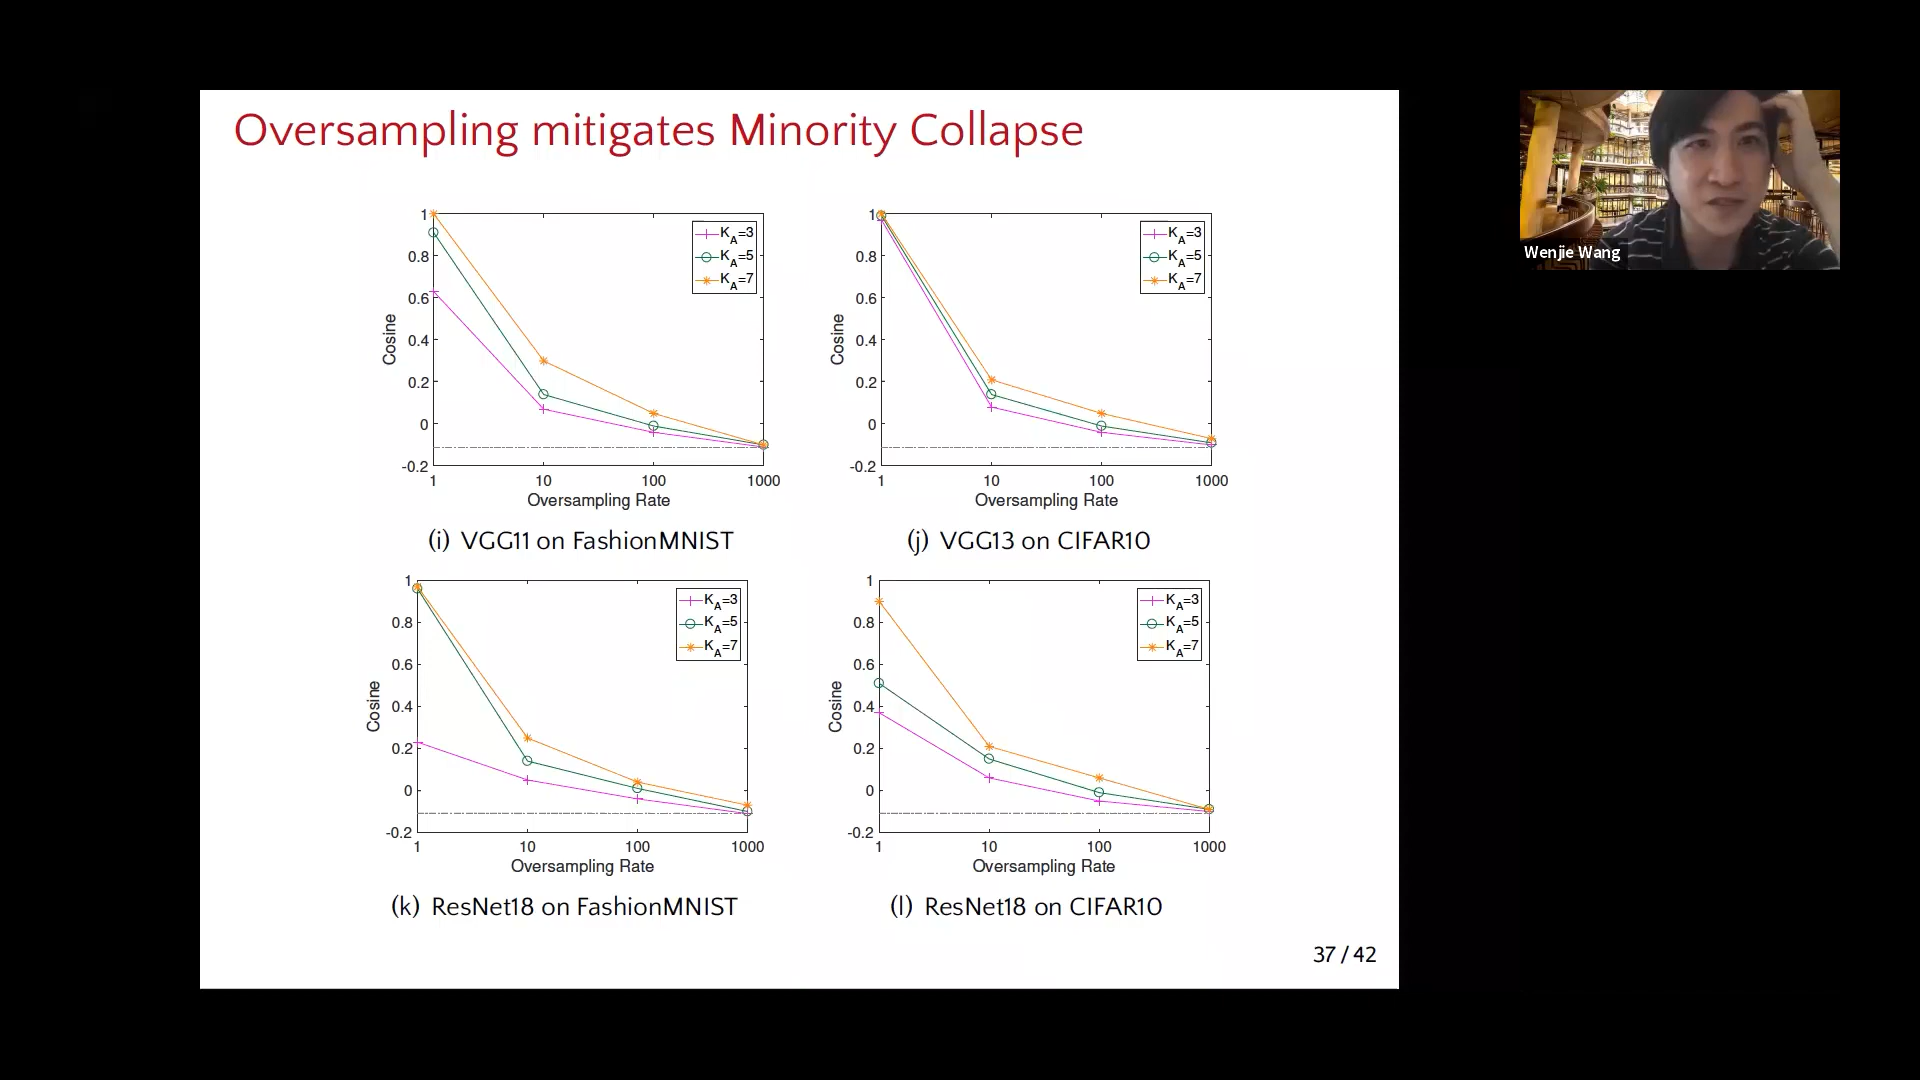 Oversampling mitigates Minority Collapse
Wenjie Wang
1
0.8
0.6
0.4
0.2
0
-0.2
Cosine
K_A=3
K_A=5
K_A=7
1 10 100 1000
Oversampling Rate
(i) VGG11 on FashionMNIST
1
0.8
0.6
0.4
0.2
0
-0.2
Cosine
K_A=3
K_A=5
K_A=7
1 10 100 1000
Oversampling Rate
(j) VGG13 on CIFAR10
1
0.8
0.6
0.4
0.2
0
-0.2
Cosine
K_A=3
K_A=5
K_A=7
1 10 100 1000
Oversampling Rate
(k) ResNet18 on FashionMNIST
1
0.8
0.6
0.4
0.2
0
-0.2
Cosine
K_A=3
K_A=5
K_A=7
1 10 100 1000
Oversampling Rate
(l) ResNet18 on CIFAR10
37 / 42